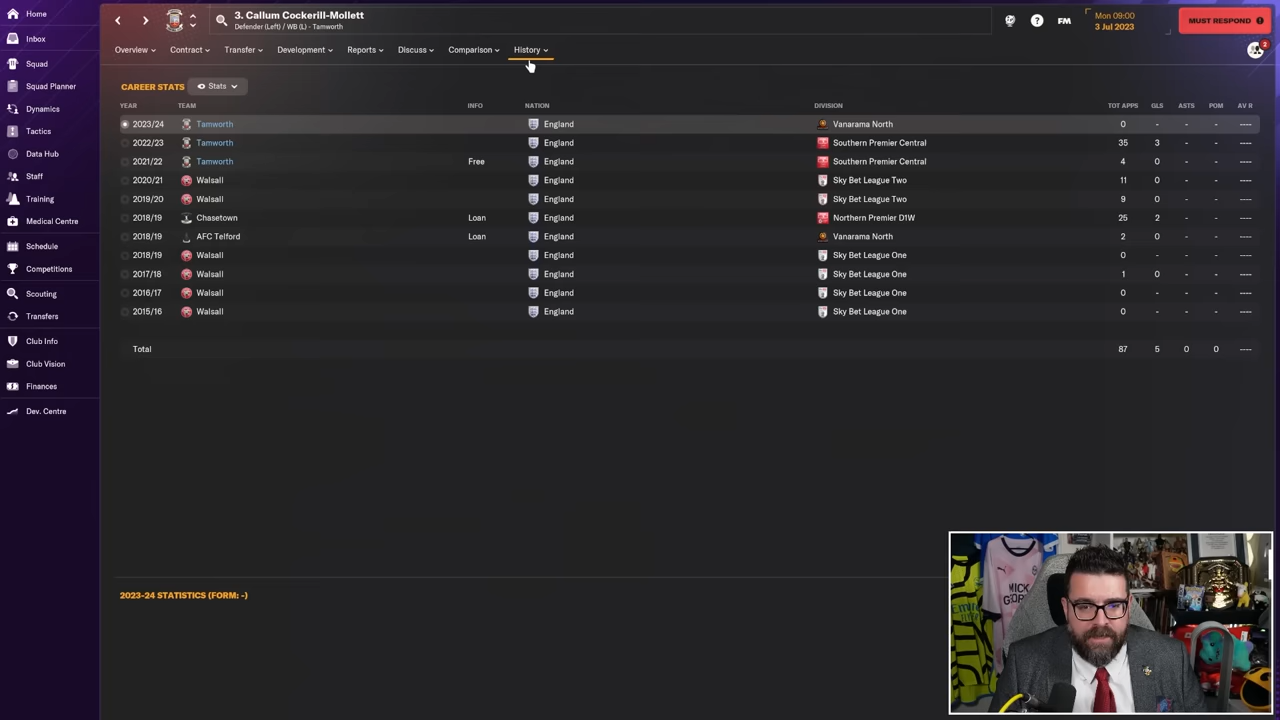 Home
Inbox
Squad
Squad Planner
Dynamics
Tactics
Data Hub
Staff
Training
Medical Centre
Schedule
Competitions
Scouting
Transfers
Club Info
Club Vision
Finances
Dev. Centre
3. Callum Cockerill-Mollett
Defender (Left) / WB (L) - Tamworth
FM
Mon 09:00
3 Jul 2023
MUST RESPOND
2
Overview Contract Transfer Development Reports Discuss Comparison History
CAREER STATS Stats
YEAR TEAM INFO NATION DIVISION TOT APPS GLS ASTS POM AV R
2023/24 Tamworth England Vanarama North 0 - - - ----
2022/23 Tamworth England Southern Premier Central 35 3 - - ----
2021/22 Tamworth Free England Southern Premier Central 4 0 - - ----
2020/21 Walsall England Sky Bet League Two 11 0 - - ----
2019/20 Walsall England Sky Bet League Two 9 0 - - ----
2018/19 Chasetown Loan England Northern Premier D1W 25 2 - - ----
2018/19 AFC Telford Loan England Vanarama North 2 0 - - ----
2018/19 Walsall England Sky Bet League One 0 - - - ----
2017/18 Walsall England Sky Bet League One 1 0 - - ----
2016/17 Walsall England Sky Bet League One 0 - - - ----
2015/16 Walsall England Sky Bet League One 0 - - - ----
Total 87 5 0 0 ----
2023-24 STATISTICS (FORM: -)
MICK
GEORGE